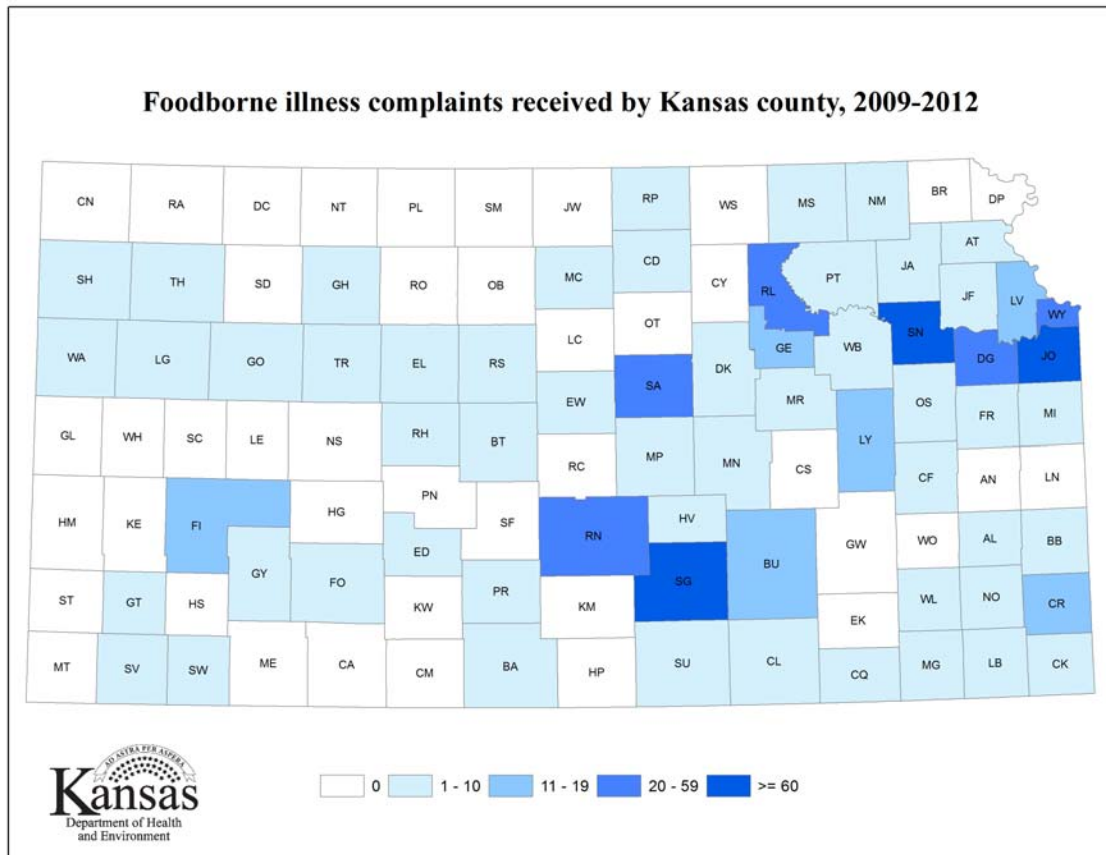 Foodborne illness complaints received by Kansas county, 2009-2012
CN RA DC NT PL SM JW RP WS MS NM BR DP
SH TH SD GH RO OB MC CD CY RL PT JA AT
JF LV WY
LC OT GE WB SN DG JO
WA LG GO TR EL RS EW SA DK MR OS FR MI
GL WH SC LE NS RH BT RC MP MN CS LY CF AN LN
HM KE FI HG PN SF RN HV BU GW WO AL BB
GY FO ED PR SG
ST GT HS KW KM EK WL NO CR
MT SV SW ME CA CM BA HP SU CL CQ MG LB CK
AD ASTRA PER ASPERA
Kansas
Department of Health
and Environment
0 1 - 10 11 - 19 20 - 59 >= 60